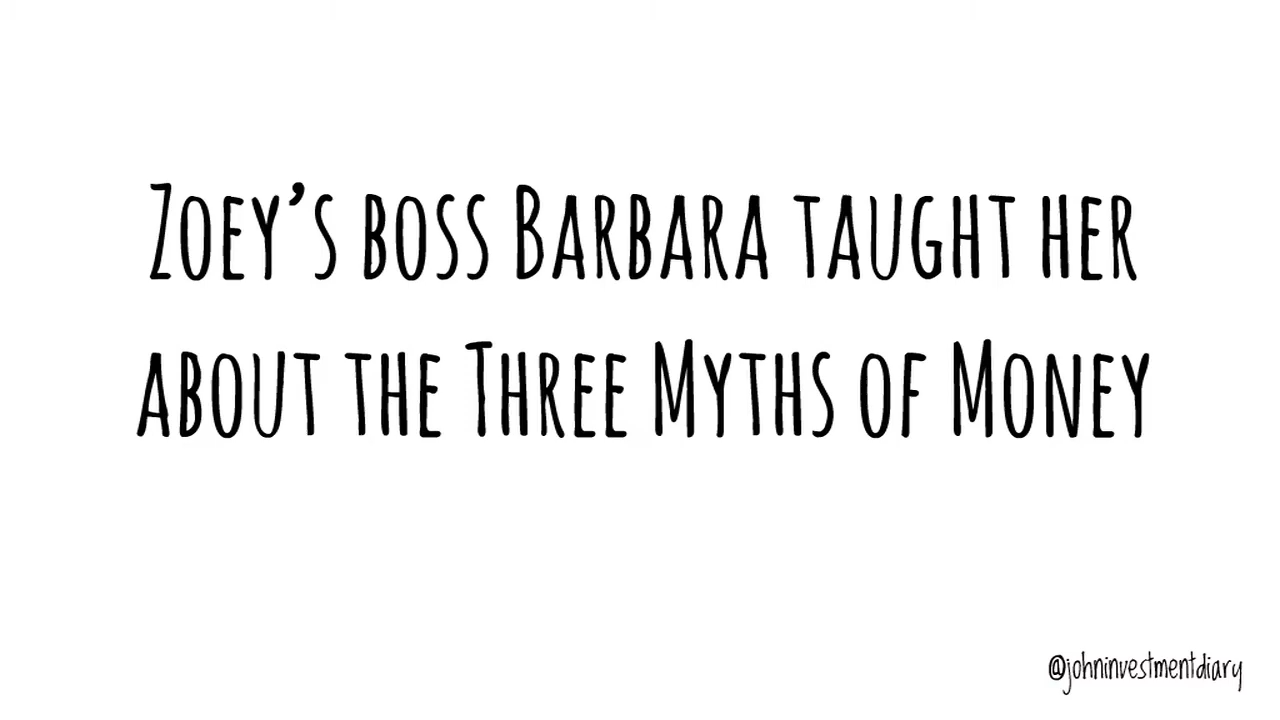 Zoey's boss Barbara taught her
about the Three Myths of Money
@johninvestmentdiary